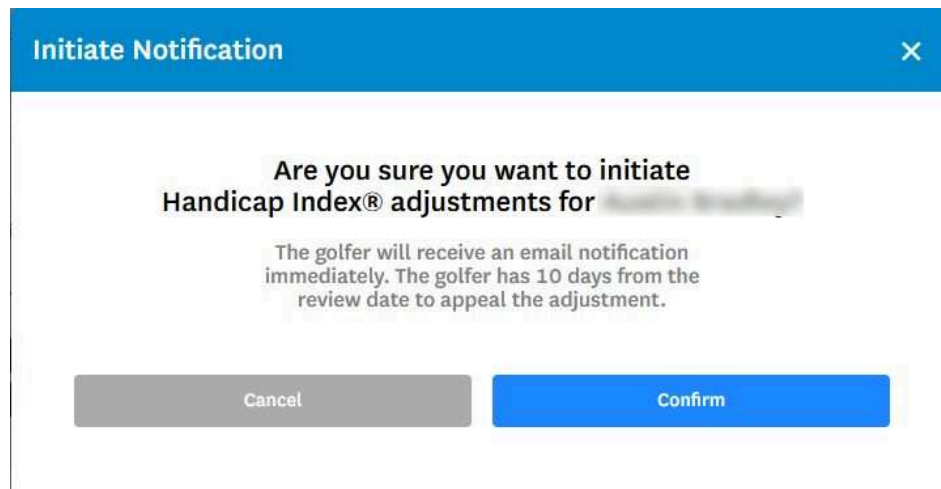 Initiate Notification
Are you sure you want to initiate
Handicap Index® adjustments for
The golfer will receive an email notification
immediately. The golfer has 10 days from the
review date to appeal the adjustment.
Cancel
Confirm